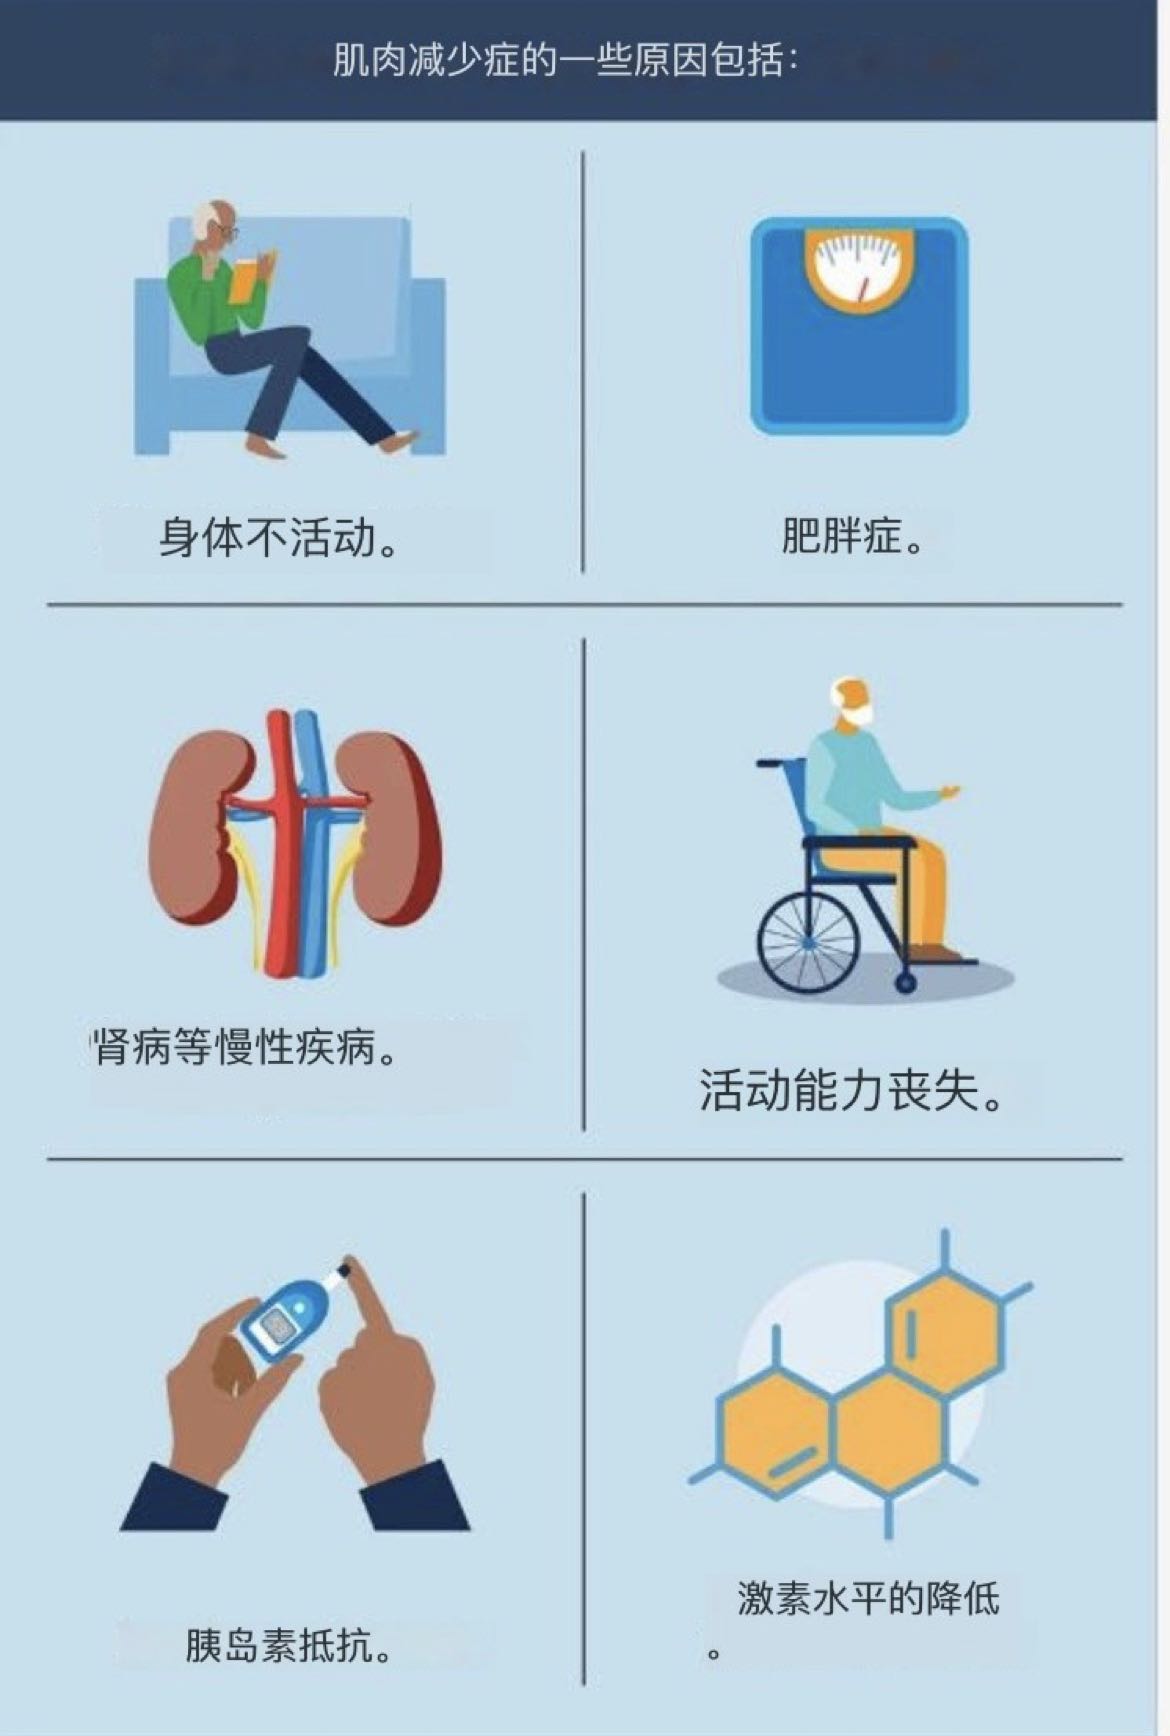 肌肉减少症的一些原因包括：
身体不活动。
肥胖症。
肾病等慢性疾病。
活动能力丧失。
胰岛素抵抗。
激素水平的降低
。